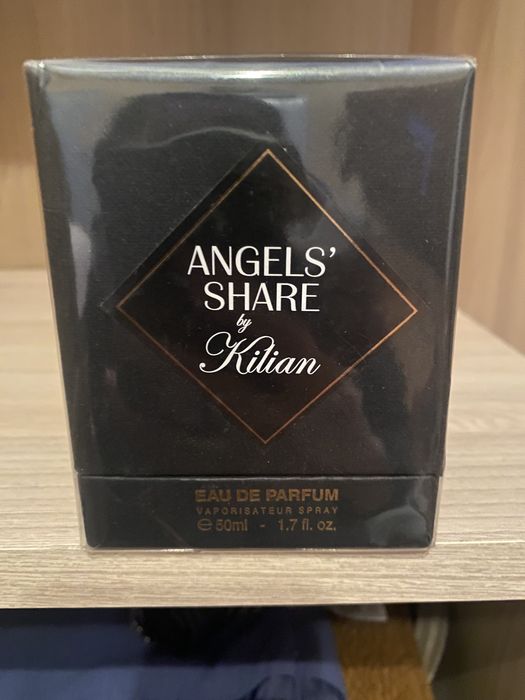 ANGELS’
SHARE
by
Kilian
EAU DE PARFUM
VAPORISATEUR SPRAY
℮ 50ml - 1.7 fl. oz.